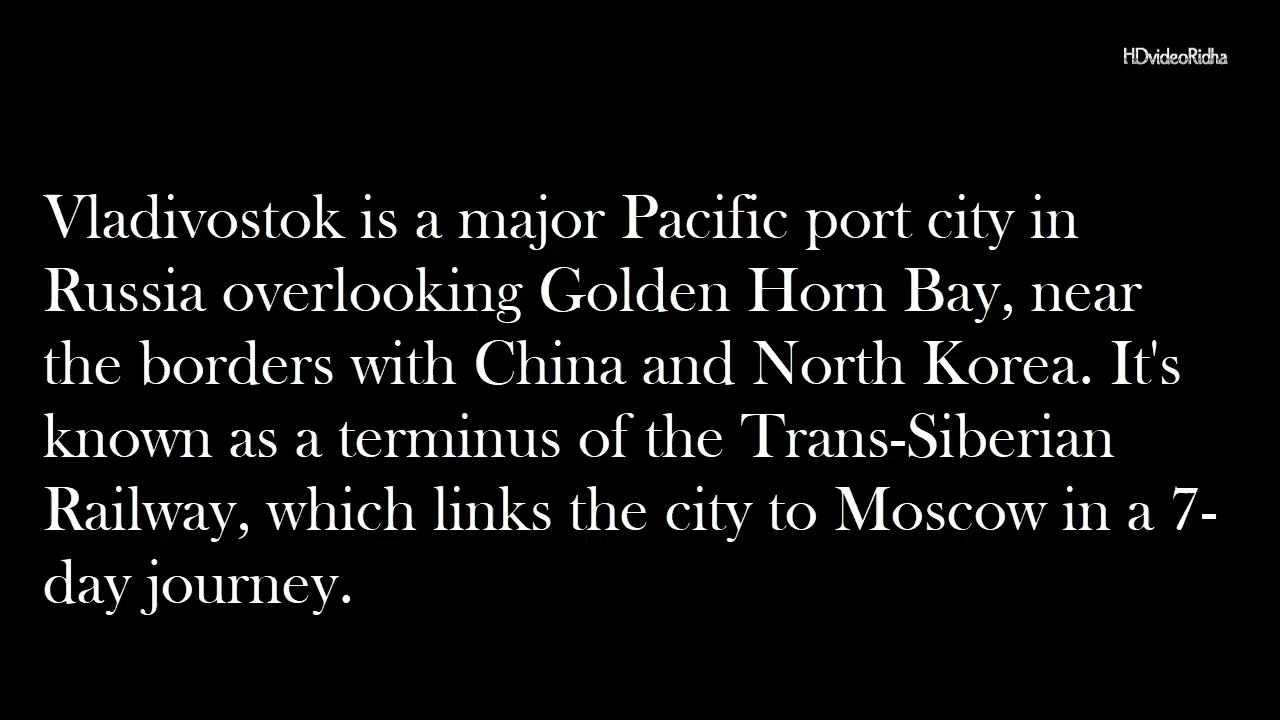 HDvideoRidha
Vladivostok is a major Pacific port city in
Russia overlooking Golden Horn Bay, near
the borders with China and North Korea. It's
known as a terminus of the Trans-Siberian
Railway, which links the city to Moscow in a 7-
day journey.